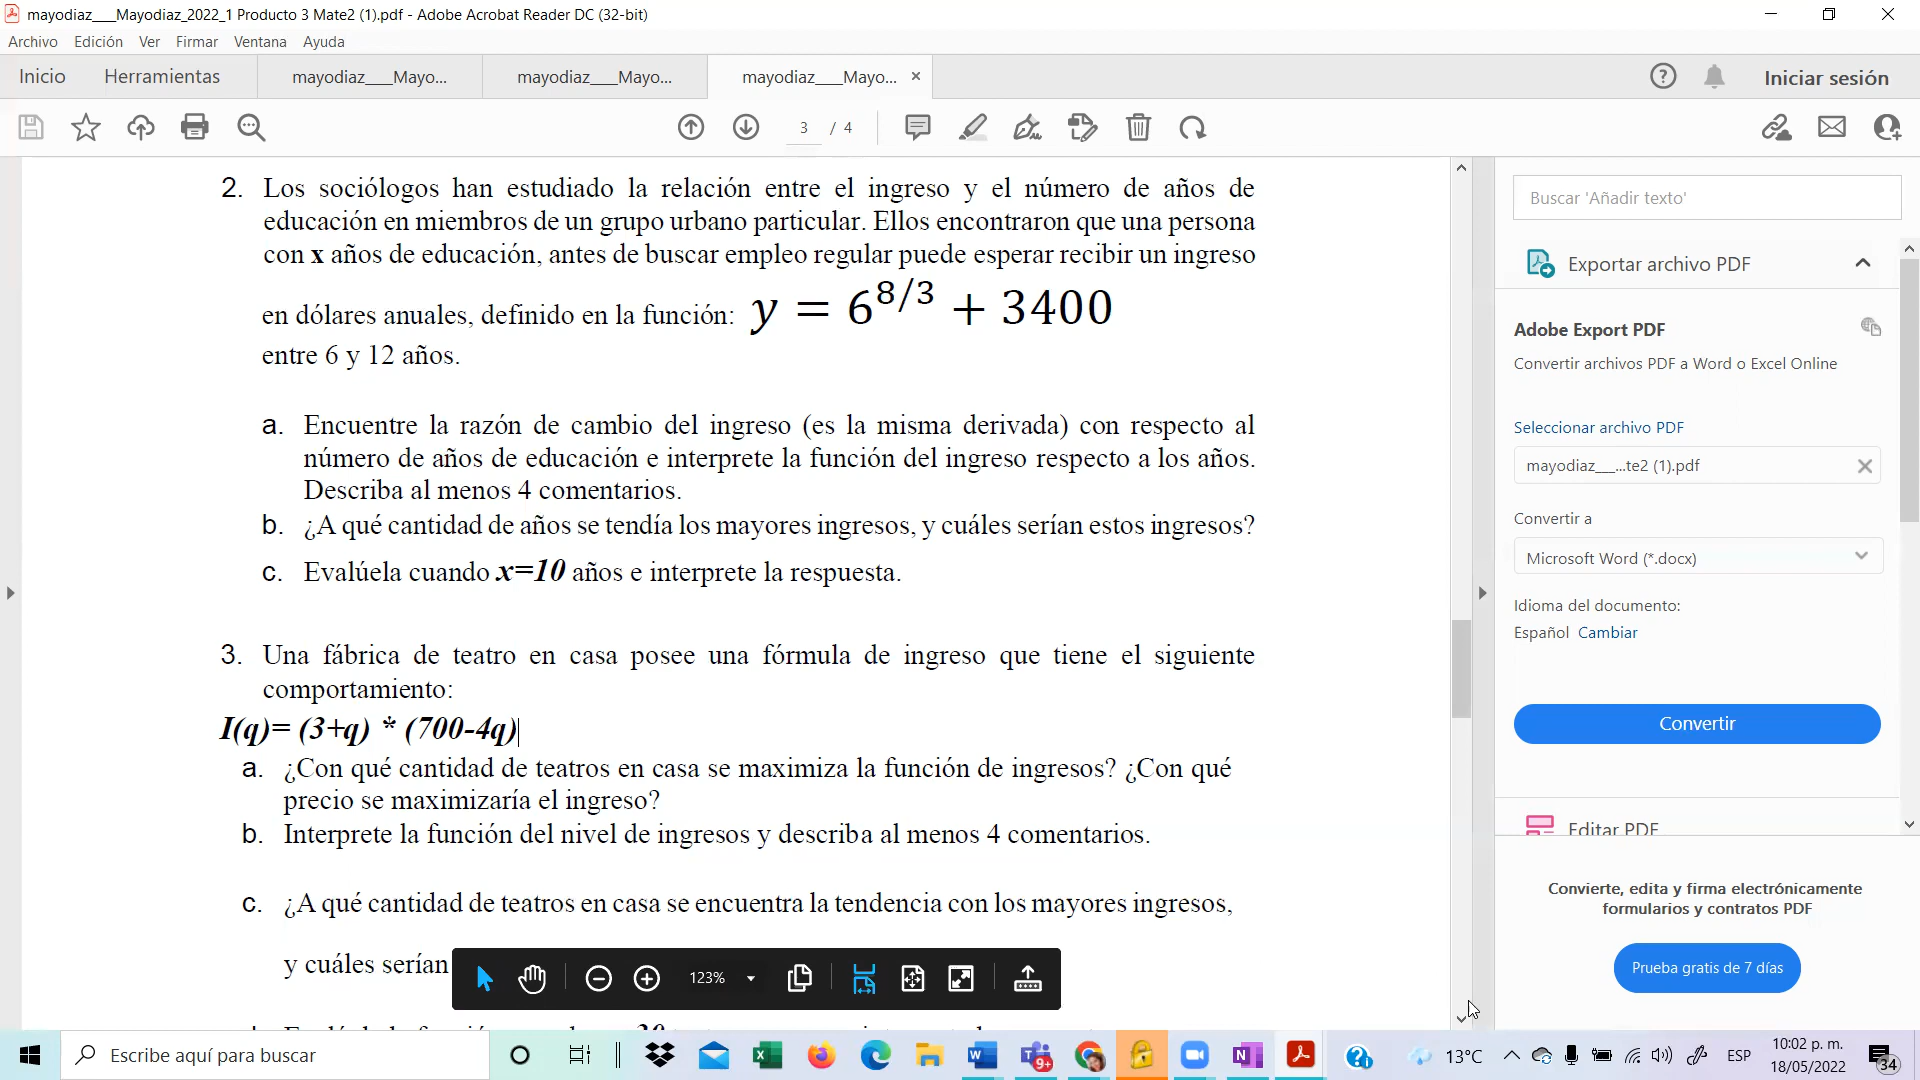 mayodiaz___Mayodiaz_2022_1 Producto 3 Mate2 (1).pdf - Adobe Acrobat Reader DC (32-bit)
Archivo Edición Ver Firmar Ventana Ayuda
Inicio Herramientas mayodiaz___Mayo... mayodiaz___Mayo... mayodiaz___Mayo... Iniciar sesión
3 / 4
2. Los sociólogos han estudiado la relación entre el ingreso y el número de años de
educación en miembros de un grupo urbano particular. Ellos encontraron que una persona
con x años de educación, antes de buscar empleo regular puede esperar recibir un ingreso
en dólares anuales, definido en la función: y = 6^{8/3} + 3400
entre 6 y 12 años.
a. Encuentre la razón de cambio del ingreso (es la misma derivada) con respecto al
número de años de educación e interprete la función del ingreso respecto a los años.
Describa al menos 4 comentarios.
b. ¿A qué cantidad de años se tendía los mayores ingresos, y cuáles serían estos ingresos?
c. Evalúela cuando x=10 años e interprete la respuesta.
3. Una fábrica de teatro en casa posee una fórmula de ingreso que tiene el siguiente
comportamiento:
I(q)= (3+q) * (700-4q)
a. ¿Con qué cantidad de teatros en casa se maximiza la función de ingresos? ¿Con qué
precio se maximizaría el ingreso?
b. Interprete la función del nivel de ingresos y describa al menos 4 comentarios.
c. ¿A qué cantidad de teatros en casa se encuentra la tendencia con los mayores ingresos,
y cuáles serían
123%
Buscar 'Añadir texto'
Exportar archivo PDF
Adobe Export PDF
Convertir archivos PDF a Word o Excel Online
Seleccionar archivo PDF
mayodiaz___...te2 (1).pdf
Convertir a
Microsoft Word (*.docx)
Idioma del documento:
Español Cambiar
Convertir
Editar PDF
Convierte, edita y firma electrónicamente
formularios y contratos PDF
Prueba gratis de 7 días
Escribe aquí para buscar
9+
13°C
ESP
10:02 p. m.
18/05/2022
34